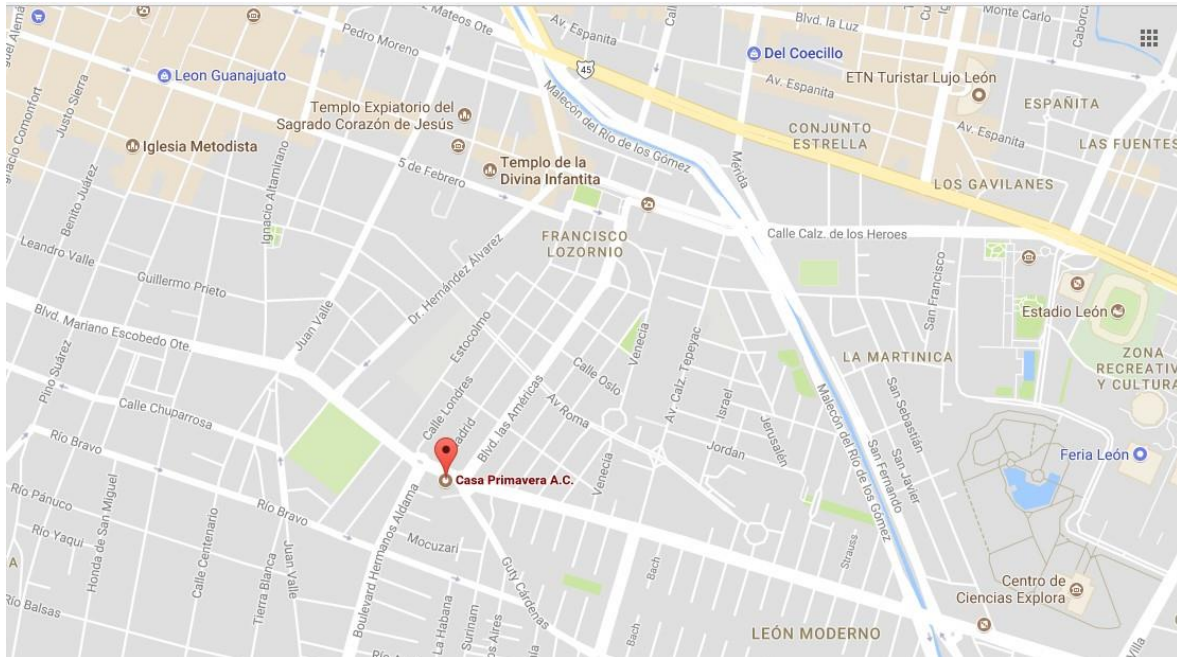 Mateos Ote
Pedro Moreno
Leon Guanajuato
Templo Expiatorio del
Sagrado Corazón de Jesús
Iglesia Metodista
Templo de la
Divina Infantita
5 de Febrero
Justo Sierra
Benito Juárez
Ignacio Altamirano
Leandro Valle
Guillermo Prieto
Blvd. Mariano Escobedo Ote.
Juan Valle
Dr. Hernández Álvarez
45
Av. Espanita
Malecón del Río de los Gómez
Mérida
Del Coecillo
Blvd. la Luz
Av. Espanita
Monte Carlo
ETN Turistar Lujo León
ESPAÑITA
Av. Espanita
CONJUNTO
ESTRELLA
LAS FUENTES
LOS GAVILANES
Calle Calz. de los Heroes
FRANCISCO
LOZORNIO
San Francisco
Estadio León
ZONA
RECREATIV
Y CULTURA
LA MARTINICA
Estocolmo
Calle Londres
Blvd. las Américas
Calle Oslo
Venecia
Av Roma
Av. Calz. Tepeyac
Israel
Jerusalén
Jordan
Venecia
Malecón del Río de los Gómez
San Sebastián
San Fernando
San Javier
Feria León
Pino Suárez
Calle Chuparrosa
Río Bravo
Río Pánuco
Río Yaqui
Río Balsas
Honda de San Miguel
Calle Centenario
Tierra Blanca
Juan Valle
Río Bravo
Boulevard Hermanos Aldama
Casa Primavera A.C.
Mocuzari
Guty Cárdenas
La Habana
Surinam
Bach
Bach
Strauss
LEÓN MODERNO
Centro de
Ciencias Explora
Villa